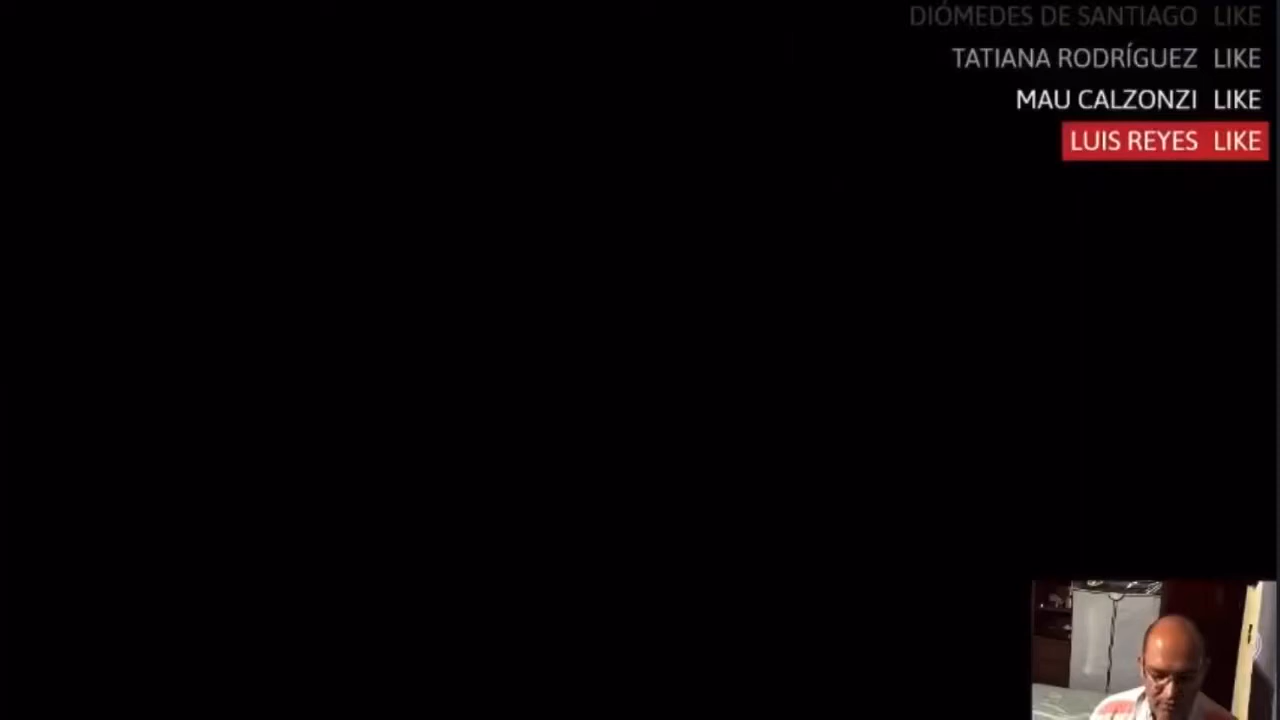 DIÓMEDES DE SANTIAGO LIKE
TATIANA RODRÍGUEZ LIKE
MAU CALZONZI LIKE
LUIS REYES LIKE